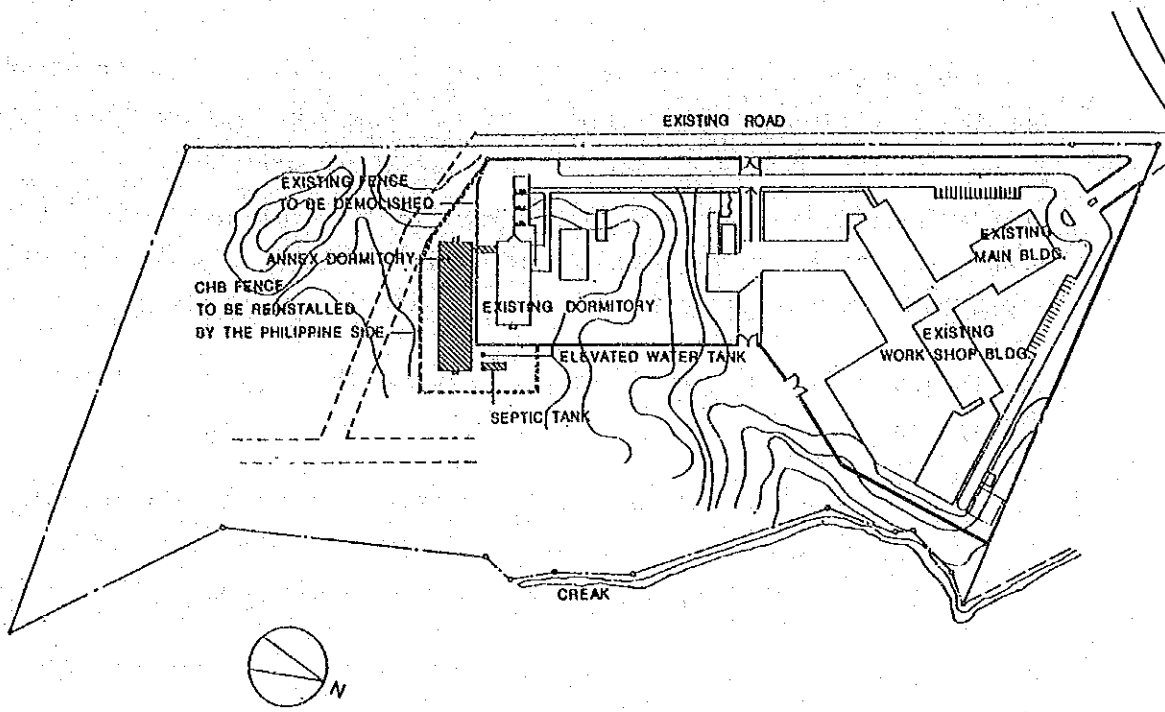 EXISTING ROAD
EXISTING FENCE
TO BE DEMOLISHED
ANNEX DORMITORY
CHB FENCE
TO BE REINSTALLED
BY THE PHILIPPINE SIDE
EXISTING DORMITORY
ELEVATED WATER TANK
SEPTIC TANK
EXISTING
MAIN BLDG.
EXISTING
WORK SHOP BLDG.
CREAK
N